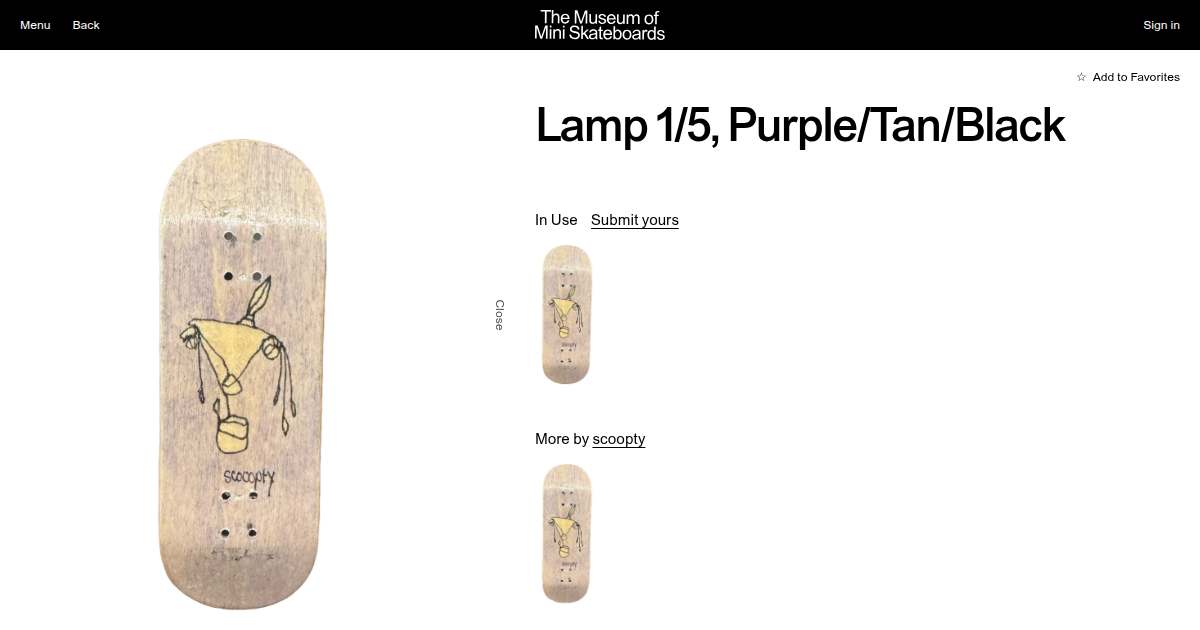 Menu
Back
The Museum of
Mini Skateboards
Sign in
☆ Add to Favorites
Lamp 1/5, Purple/Tan/Black
In Use
Submit yours
Close
More by scoopty
scoopty